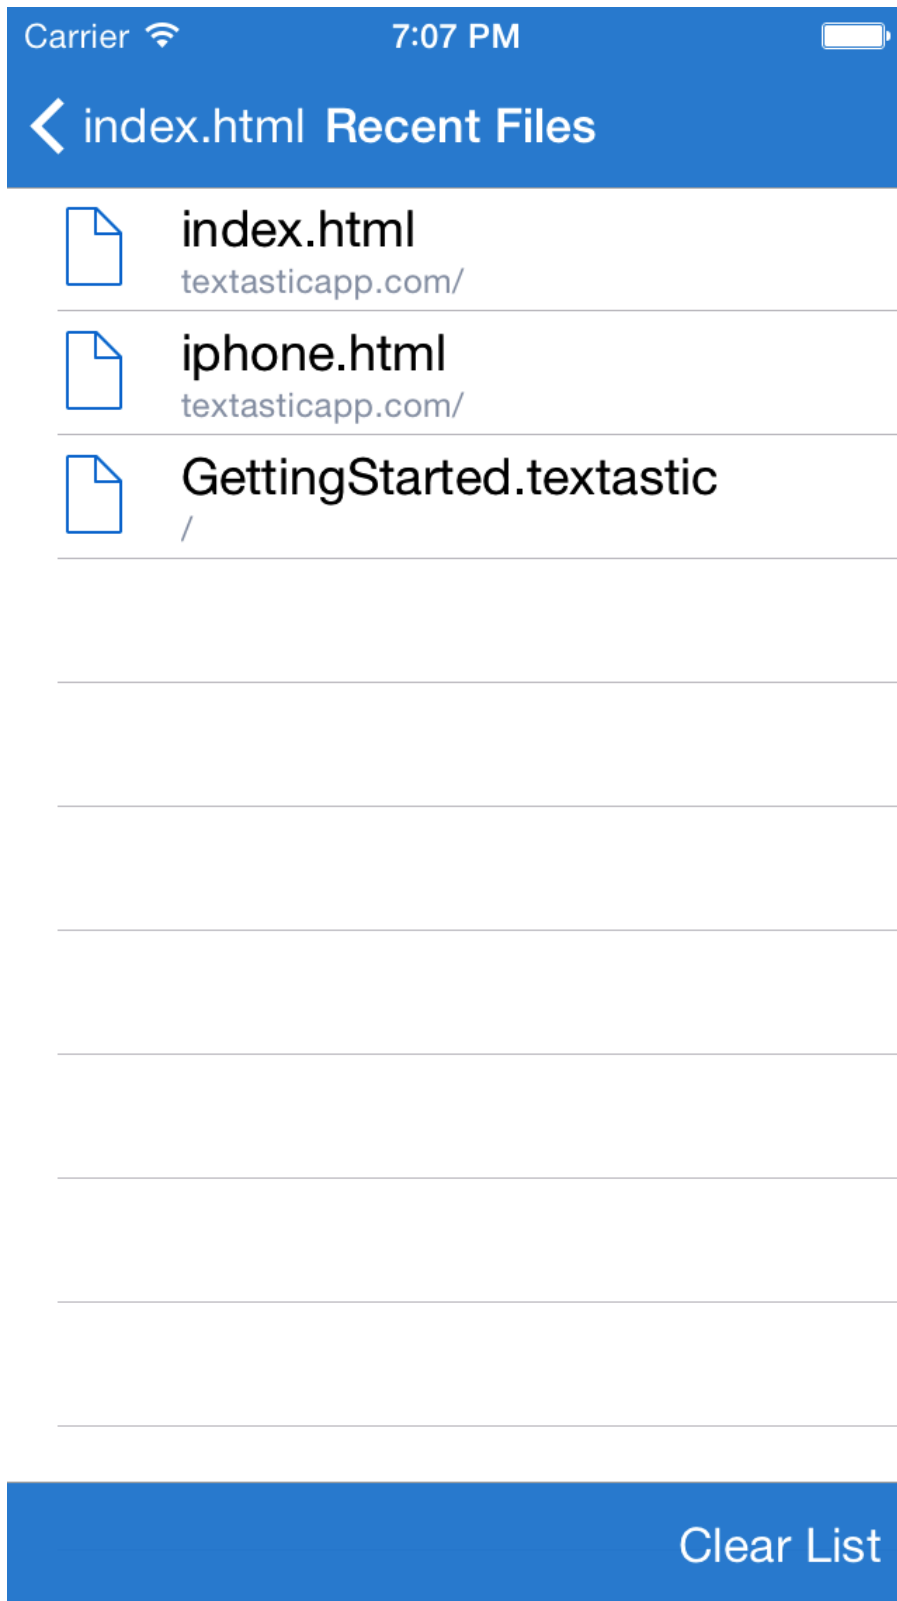 Carrier 7:07 PM
index.html Recent Files
index.html
textasticapp.com/
iphone.html
textasticapp.com/
GettingStarted.textastic
/
Clear List